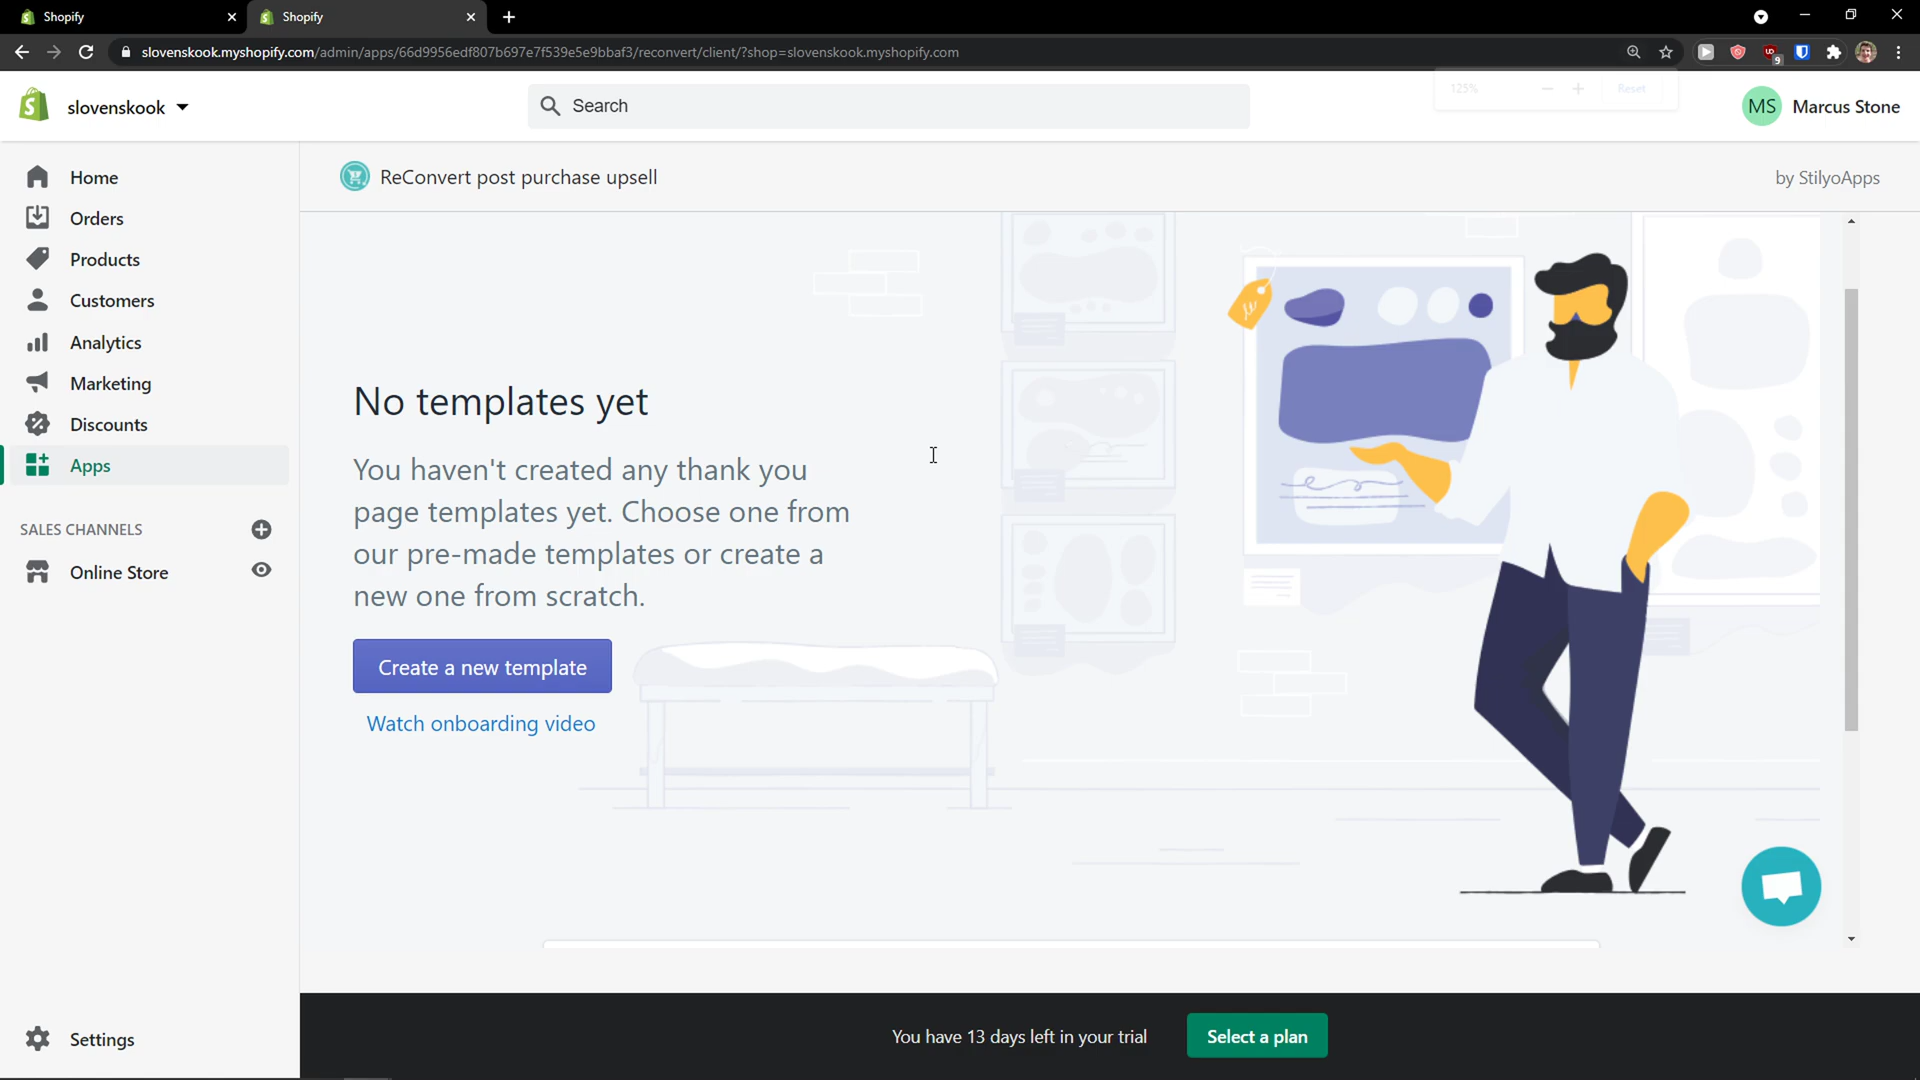 Shopify
Shopify
slovenskook.myshopify.com/admin/apps/66d9956edf807b697e7f539e5e9bbaf3/reconvert/client/?shop=slovenskook.myshopify.com
9
slovenskook
Search
125%
Reset
MS Marcus Stone
Home
Orders
Products
Customers
Analytics
Marketing
Discounts
Apps
SALES CHANNELS
Online Store
Settings
ReConvert post purchase upsell
by StilyoApps
No templates yet
You haven't created any thank you
page templates yet. Choose one from
our pre-made templates or create a
new one from scratch.
Create a new template
Watch onboarding video
You have 13 days left in your trial
Select a plan